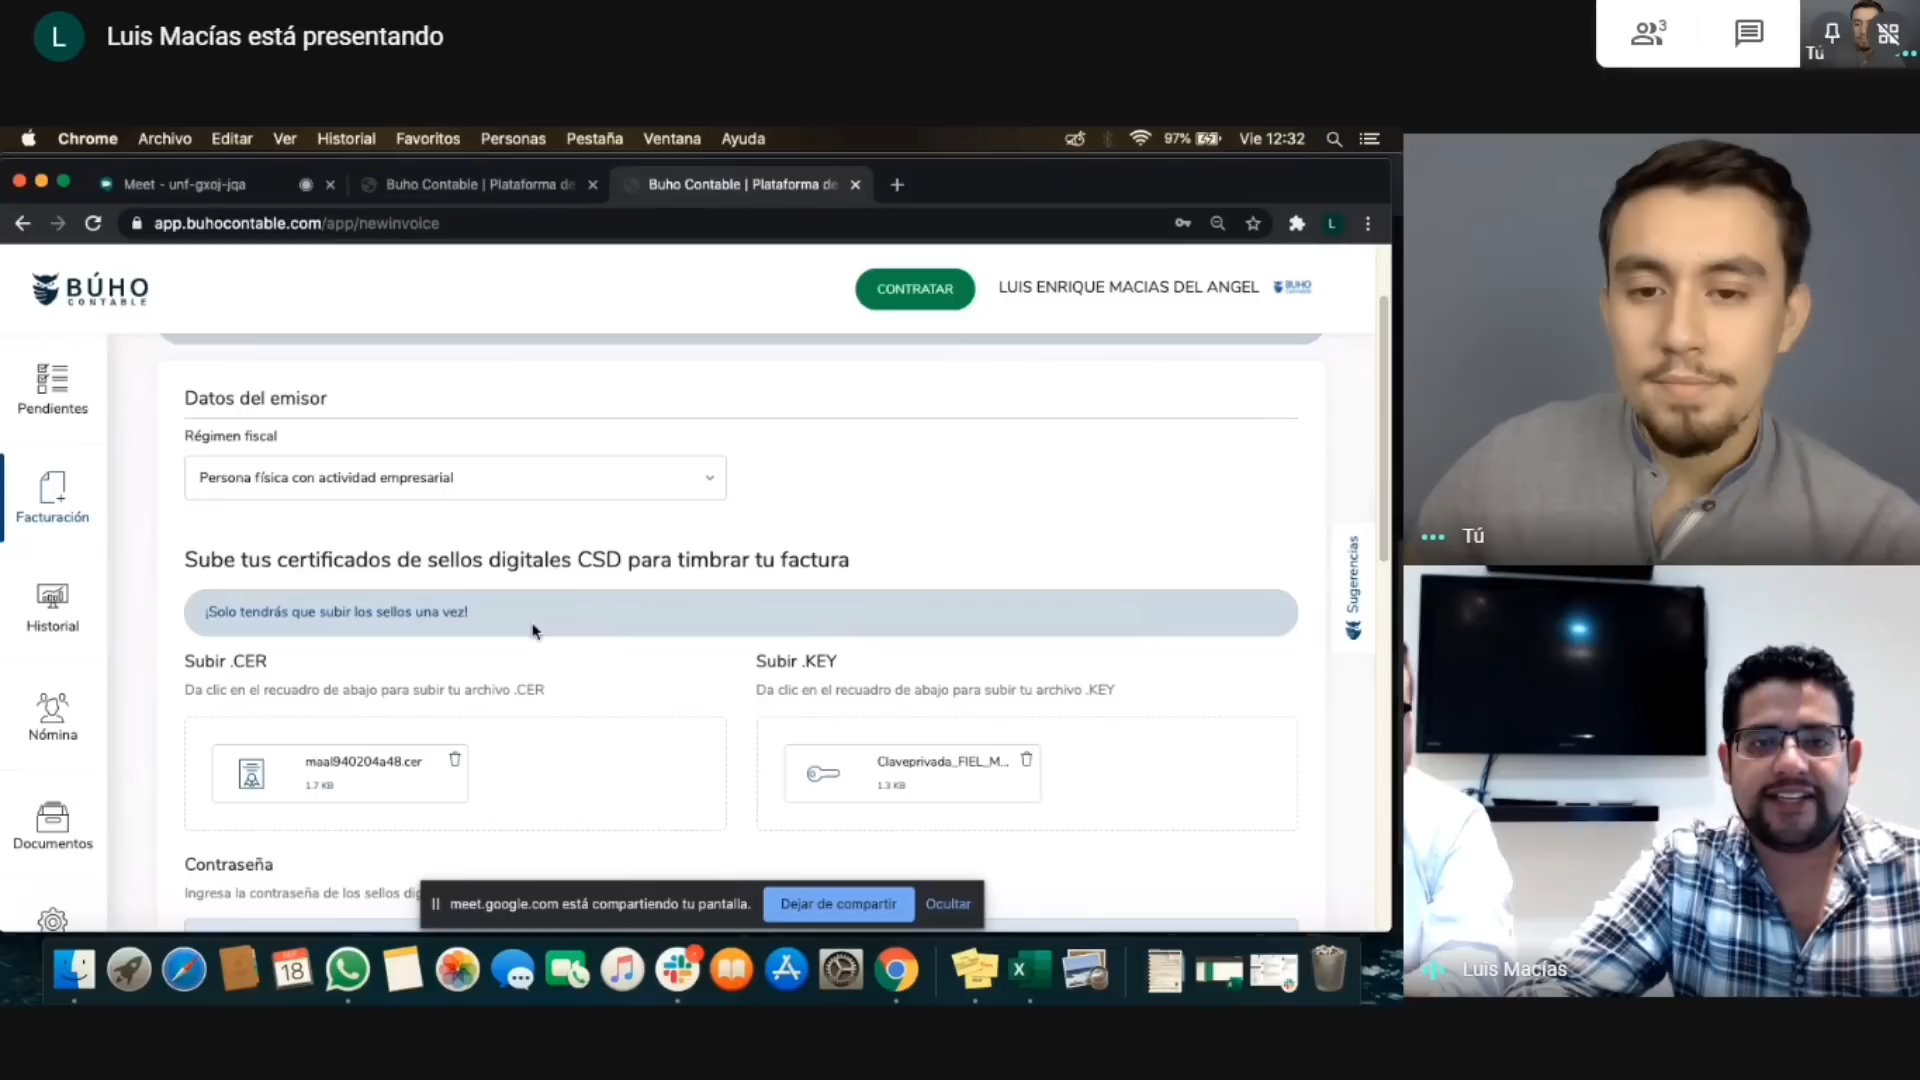 L Luis Macías está presentando
3
Tú
Chrome Archivo Editar Ver Historial Favoritos Personas Pestaña Ventana Ayuda 97% Vie 12:32
Meet - unf-gxoj-jqa
Buho Contable | Plataforma de
Buho Contable | Plataforma de
app.buhocontable.com/app/newinvoice
L
BÚHO
CONTABLE
CONTRATAR
LUIS ENRIQUE MACIAS DEL ANGEL
BUHO
Pendientes
Facturación
Historial
Nómina
Documentos
Datos del emisor
Régimen fiscal
Persona física con actividad empresarial
Sube tus certificados de sellos digitales CSD para timbrar tu factura
¡Solo tendrás que subir los sellos una vez!
Subir .CER
Da clic en el recuadro de abajo para subir tu archivo .CER
maal940204a48.cer
1.7 KB
Subir .KEY
Da clic en el recuadro de abajo para subir tu archivo .KEY
Claveprivada_FIEL_M...
1.3 KB
Contraseña
Ingresa la contraseña de los sellos dig
Sugerencias
meet.google.com está compartiendo tu pantalla.
Dejar de compartir
Ocultar
SEP
18
Tú
Luis Macías